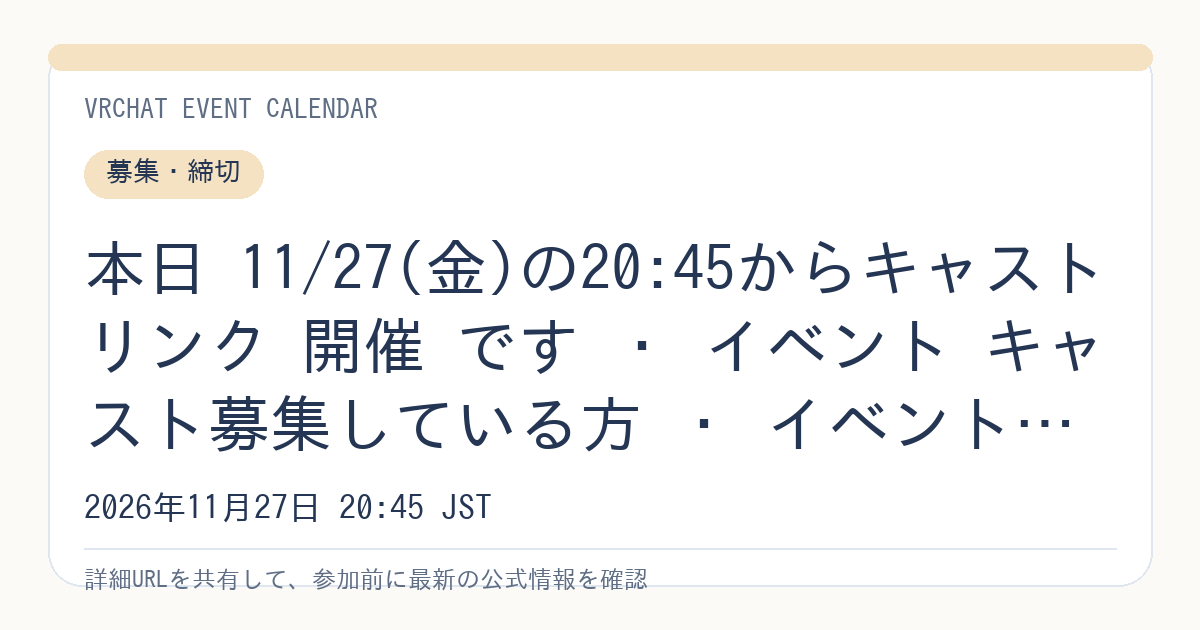 VRCHAT EVENT CALENDAR
募集・締切
本日 11/27(金)の20:45からキャスト
リンク 開催 です ・ イベント キャ
スト募集している方 ・ イベント…
2026年11月27日 20:45 JST
詳細URLを共有して、参加前に最新の公式情報を確認